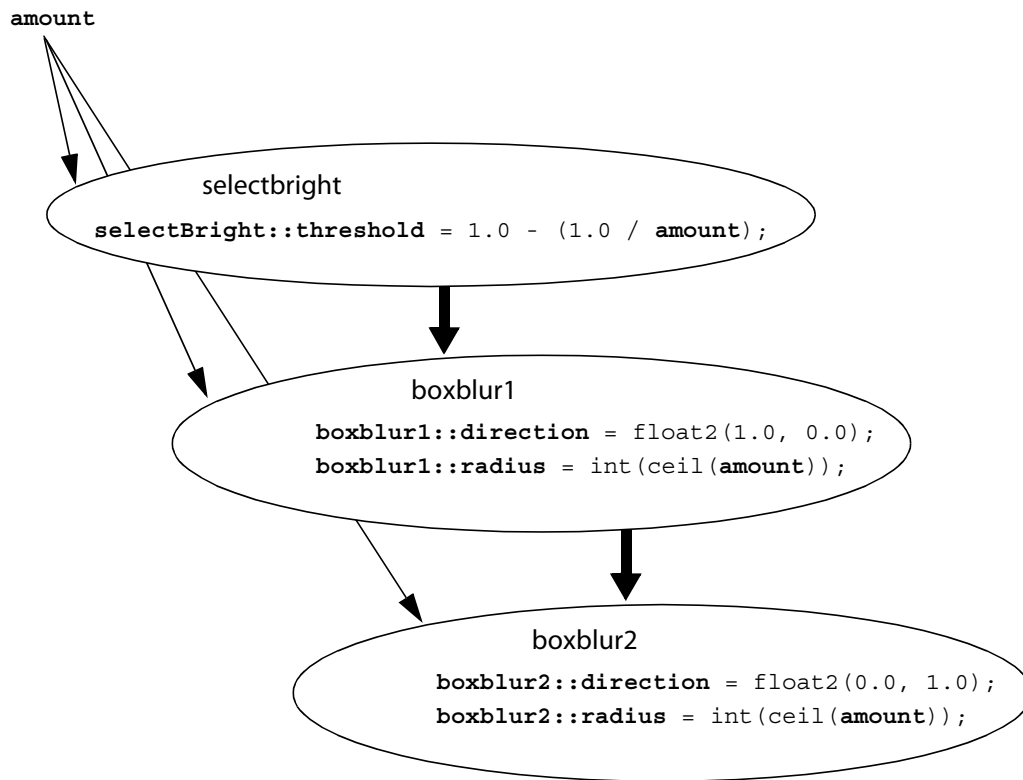 amount
selectbright
selectBright::threshold = 1.0 - (1.0 / amount);
boxblur1
boxblur1::direction = float2(1.0, 0.0);
boxblur1::radius = int(ceil(amount));
boxblur2
boxblur2::direction = float2(0.0, 1.0);
boxblur2::radius = int(ceil(amount));